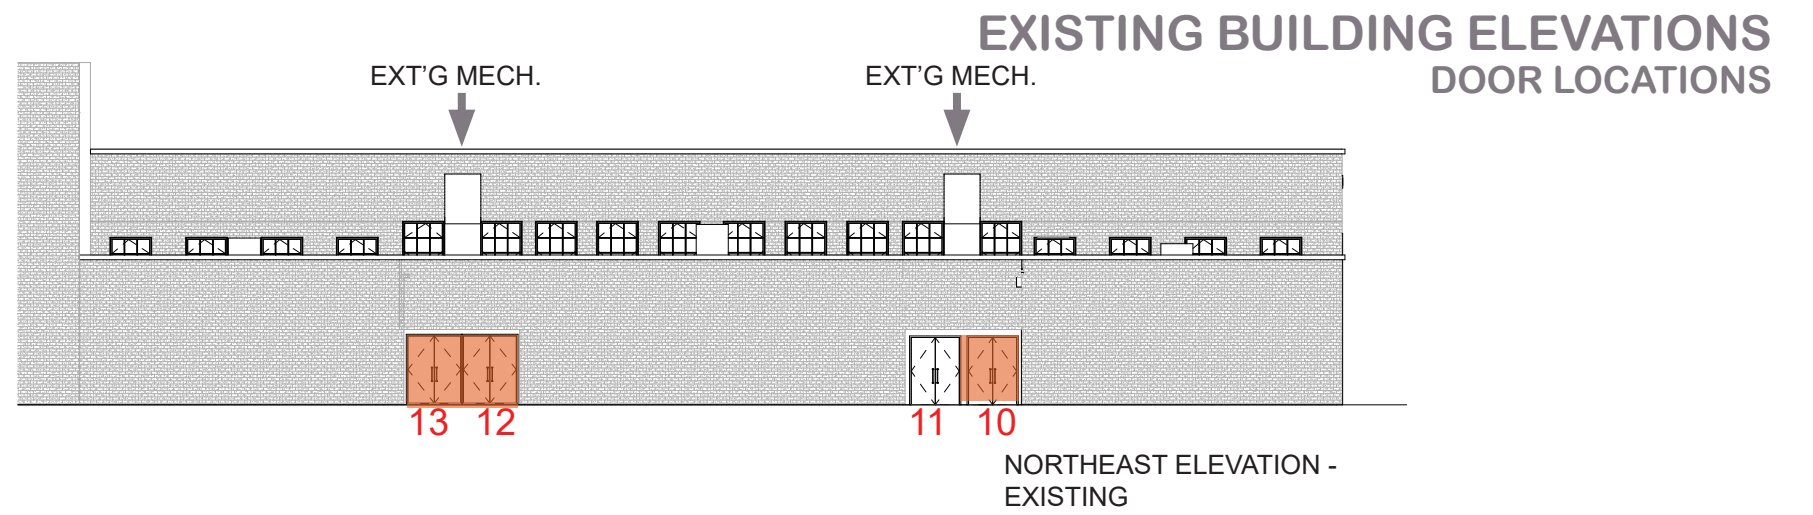 EXISTING BUILDING ELEVATIONS
DOOR LOCATIONS
EXT'G MECH.
EXT'G MECH.
13
12
11
10
NORTHEAST ELEVATION -
EXISTING